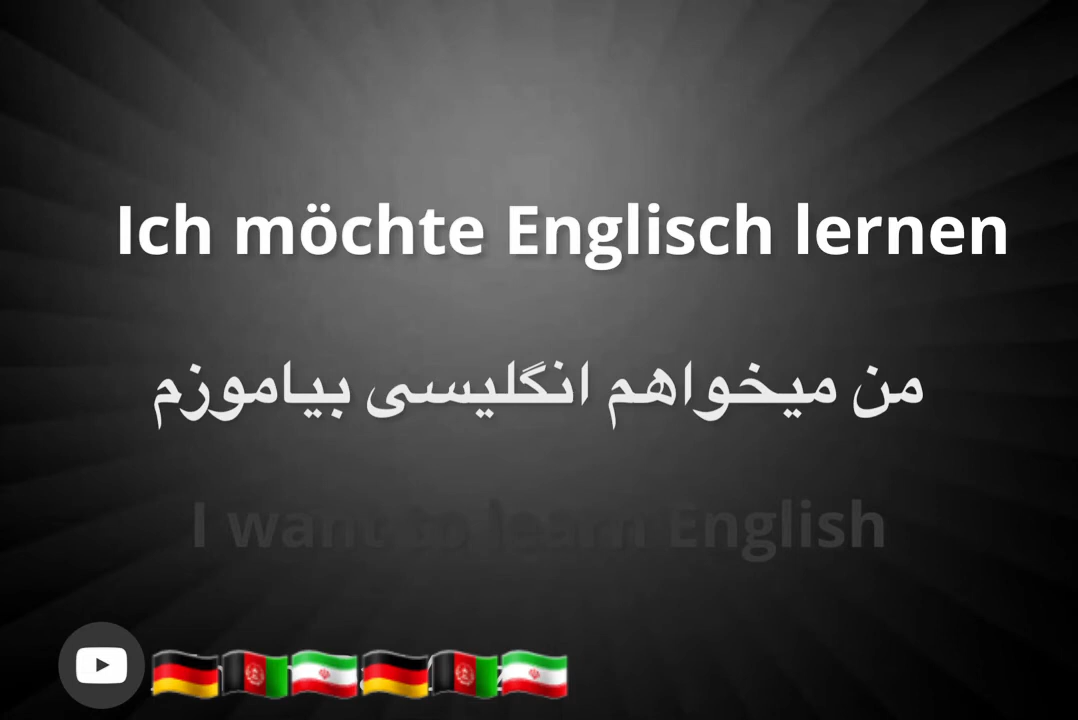 Ich möchte Englisch lernen
من میخواهم انگلیسی بیاموزم
I want to learn English